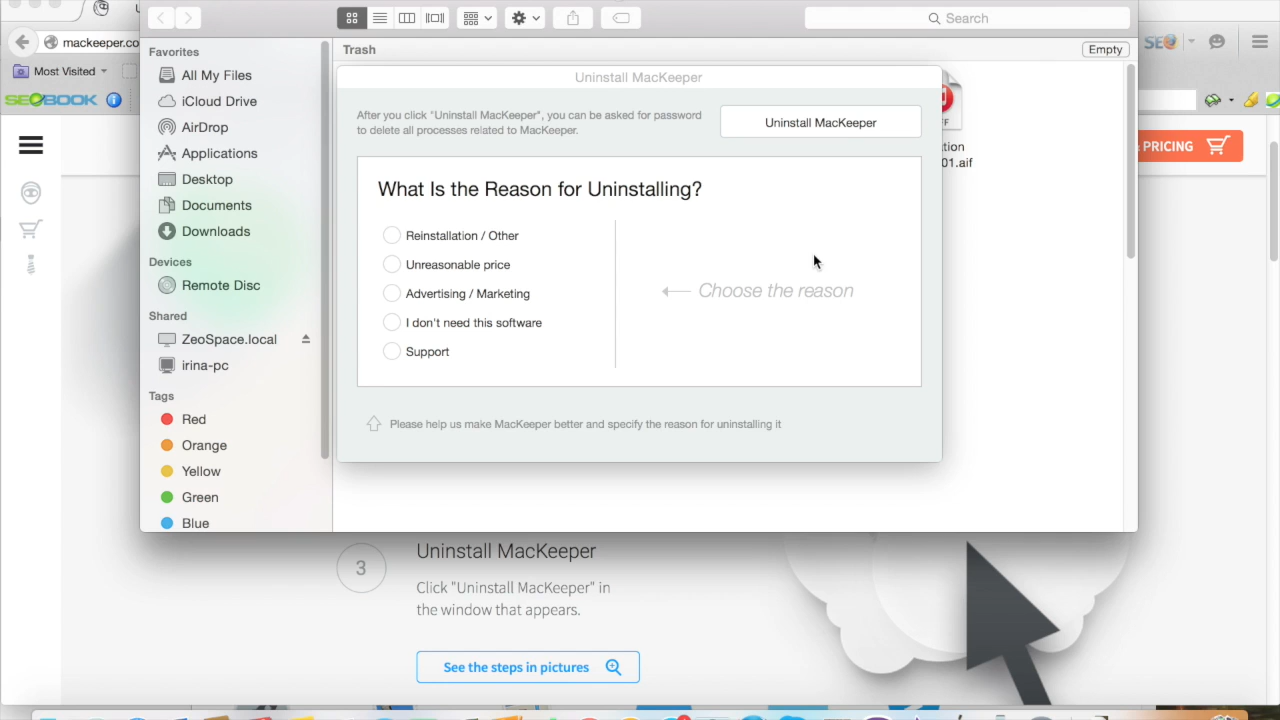 mackeeper.co
Search
Most Visited
SEOBOOK
SEO
Favorites
All My Files
iCloud Drive
AirDrop
Applications
Desktop
Documents
Downloads
Devices
Remote Disc
Shared
ZeoSpace.local
irina-pc
Tags
Red
Orange
Yellow
Green
Blue
Trash
Empty
Uninstall MacKeeper
After you click "Uninstall MacKeeper", you can be asked for password
to delete all processes related to MacKeeper.
Uninstall MacKeeper
What Is the Reason for Uninstalling?
Reinstallation / Other
Unreasonable price
Advertising / Marketing
I don't need this software
Support
Choose the reason
Please help us make MacKeeper better and specify the reason for uninstalling it
tion
01.aif
PRICING
3
Uninstall MacKeeper
Click "Uninstall MacKeeper" in
the window that appears.
See the steps in pictures